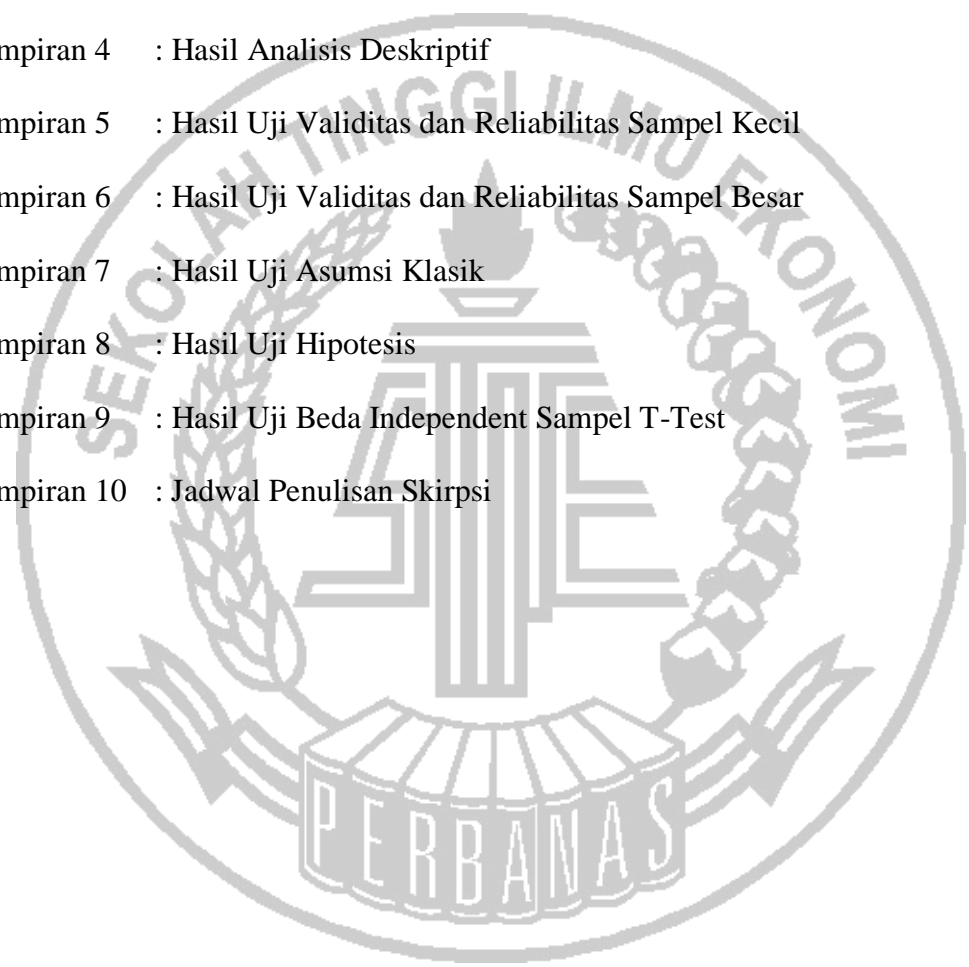 mpiran 4 : Hasil Analisis Deskriptif
mpiran 5 : Hasil Uji Validitas dan Reliabilitas Sampel Kecil
mpiran 6 : Hasil Uji Validitas dan Reliabilitas Sampel Besar
mpiran 7 : Hasil Uji Asumsi Klasik
mpiran 8 : Hasil Uji Hipotesis
mpiran 9 : Hasil Uji Beda Independent Sampel T-Test
mpiran 10 : Jadwal Penulisan Skirpsi
SEKOLAH TINGGI ILMU EKONOMI
STIE
PERBANAS